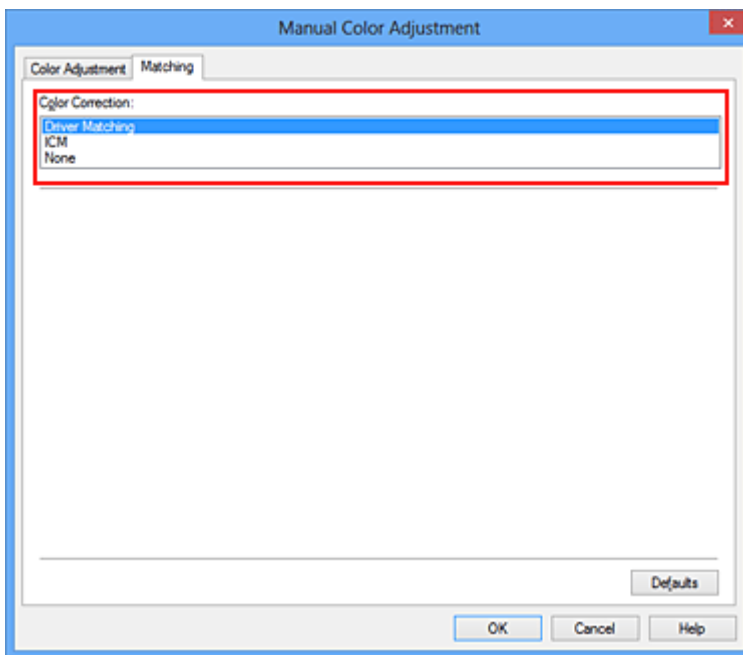 Manual Color Adjustment
Color Adjustment Matching
Color Correction:
Driver Matching
ICM
None
Defaults
OK Cancel Help